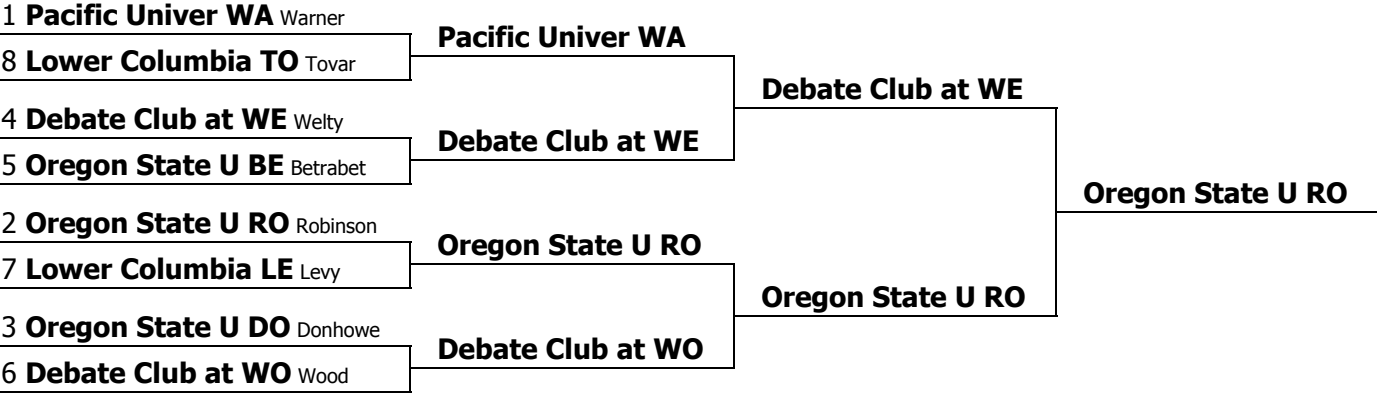 1 Pacific Univer WA Warner
8 Lower Columbia TO Tovar
4 Debate Club at WE Welty
5 Oregon State U BE Betrabet
2 Oregon State U RO Robinson
7 Lower Columbia LE Levy
3 Oregon State U DO Donhowe
6 Debate Club at WO Wood
Pacific Univer WA
Debate Club at WE
Oregon State U RO
Debate Club at WO
Debate Club at WE
Oregon State U RO
Oregon State U RO